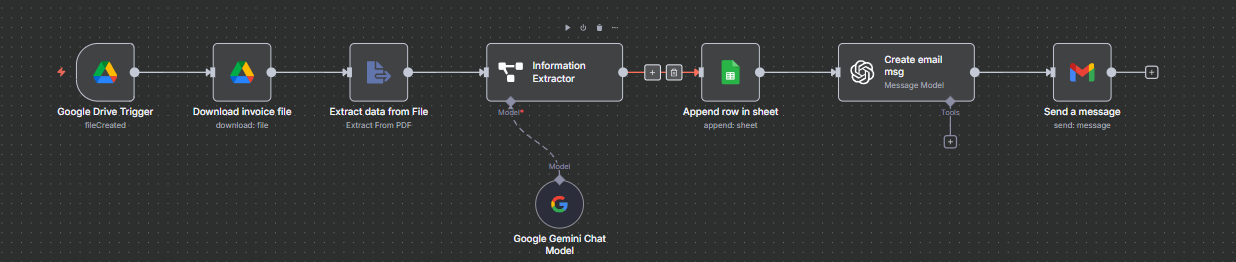 Information
Extractor
Model*
Create email
msg
Message Model
Tools
Google Drive Trigger
fileCreated
Download invoice file
download: file
Extract data from File
Extract From PDF
Append row in sheet
append: sheet
Send a message
send: message
Model
Google Gemini Chat
Model